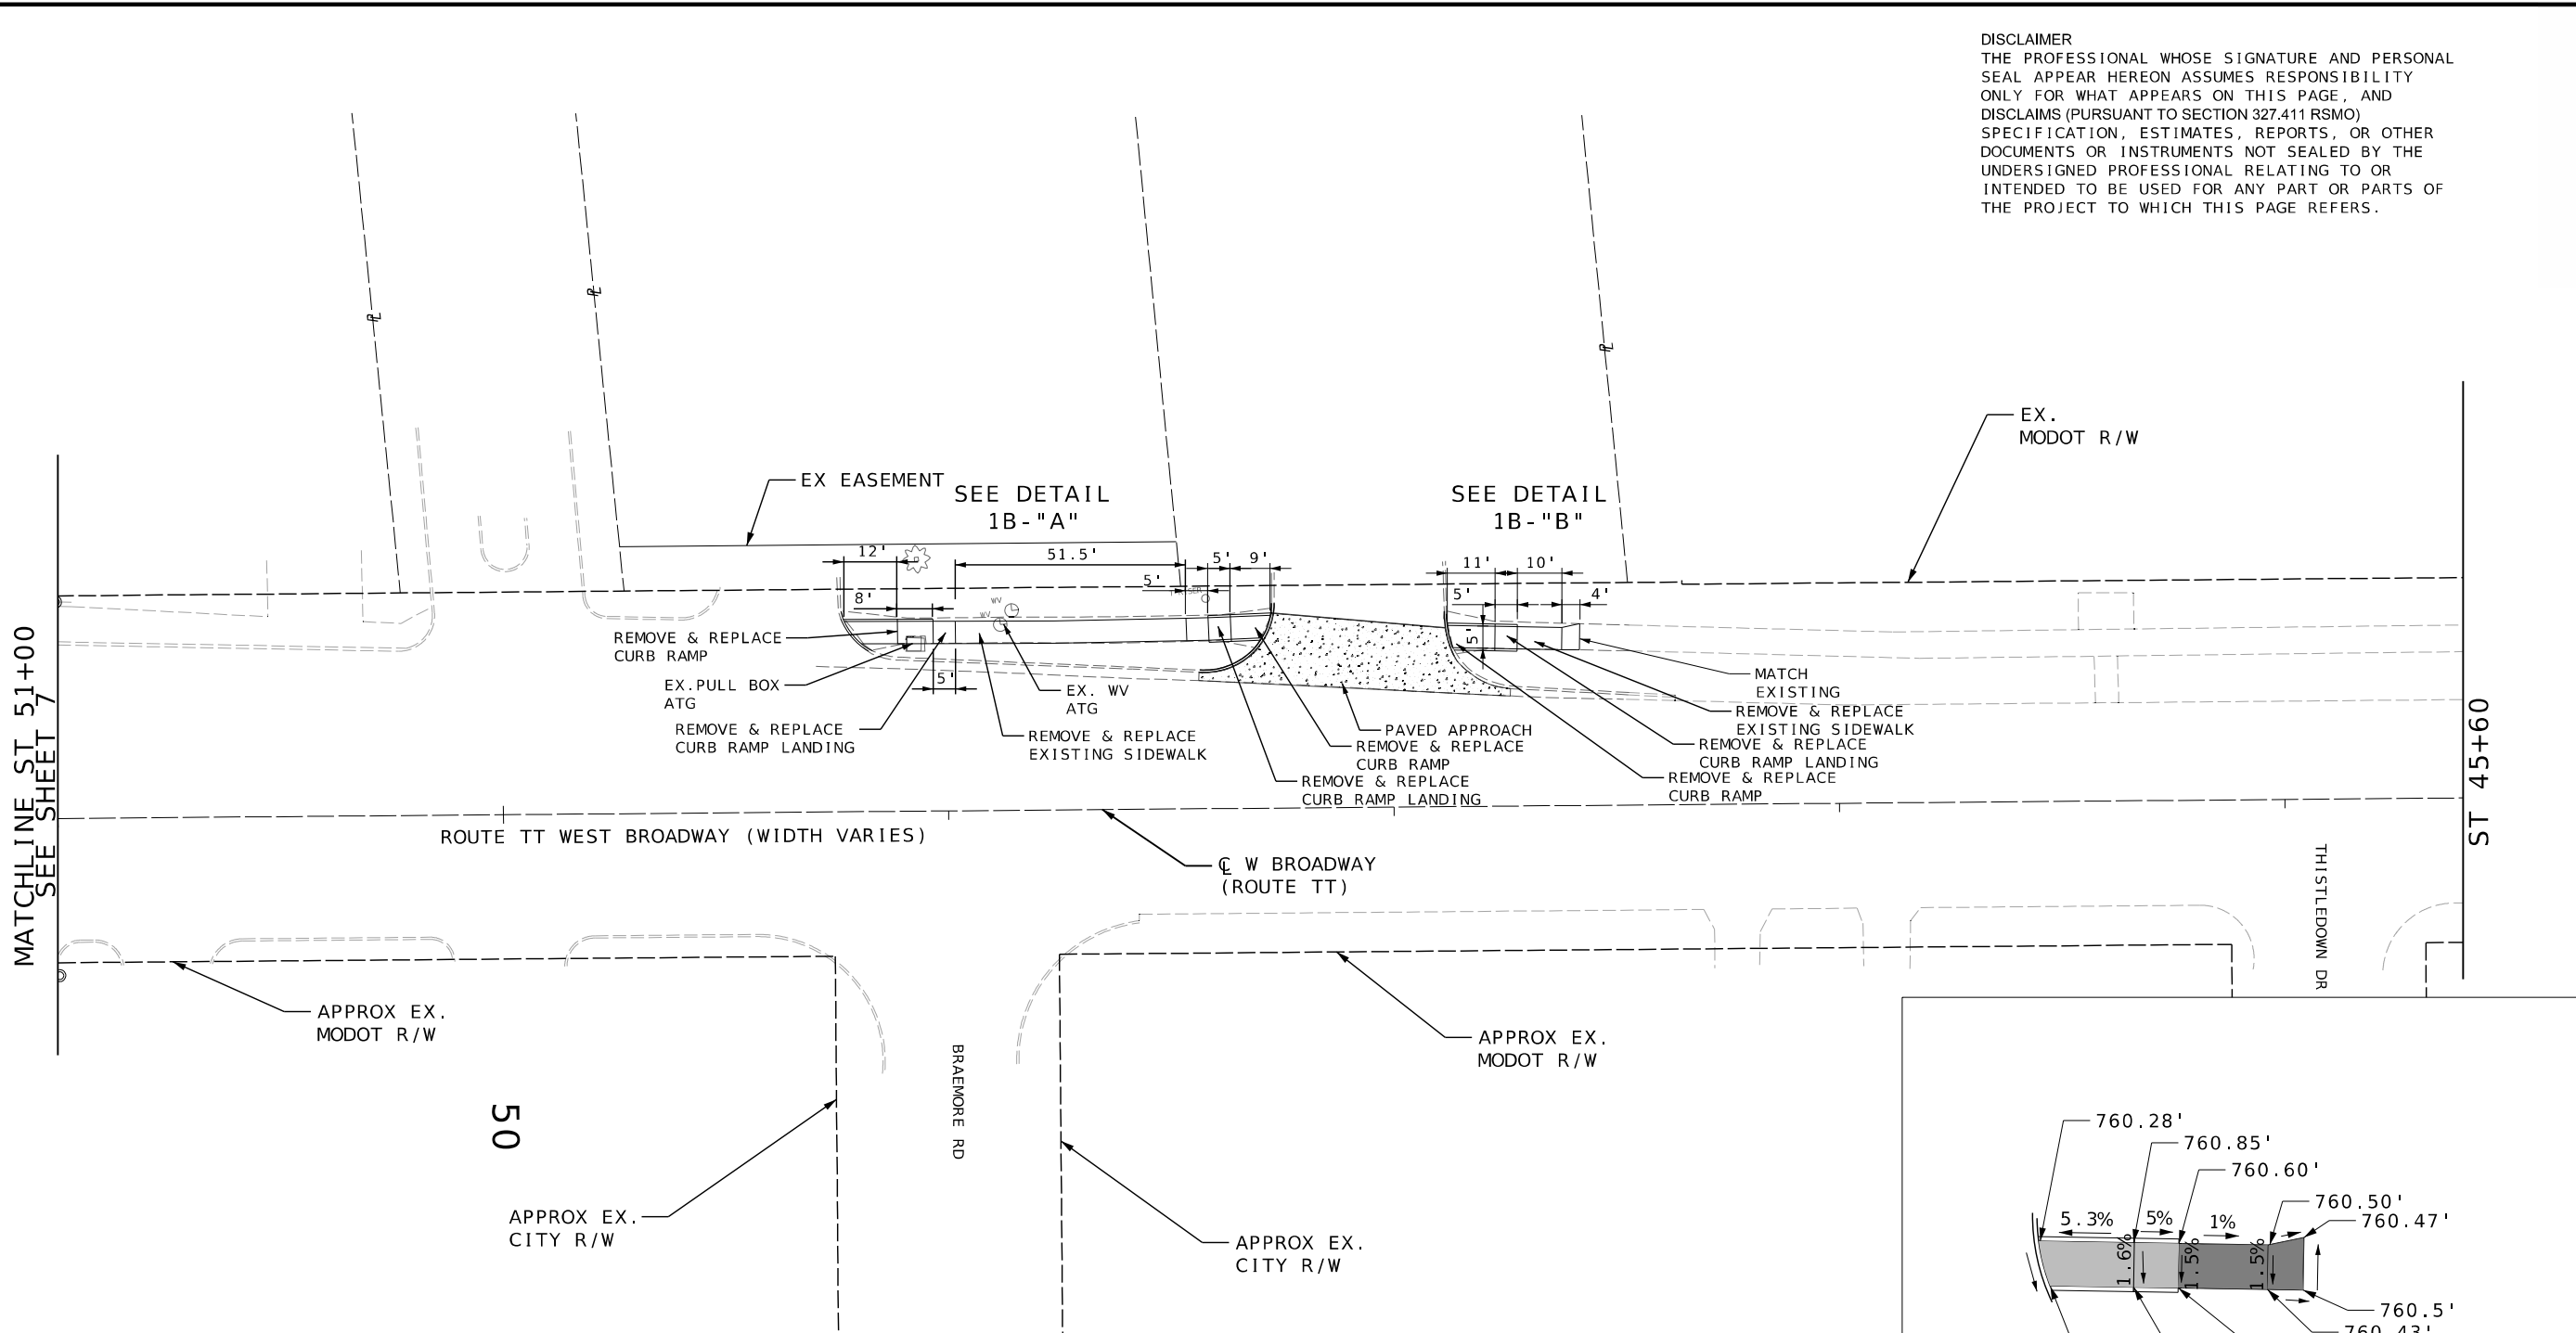 DISCLAIMER
THE PROFESSIONAL WHOSE SIGNATURE AND PERSONAL
SEAL APPEAR HEREON ASSUMES RESPONSIBILITY
ONLY FOR WHAT APPEARS ON THIS PAGE, AND
DISCLAIMS (PURSUANT TO SECTION 327.411 RSMO)
SPECIFICATION, ESTIMATES, REPORTS, OR OTHER
DOCUMENTS OR INSTRUMENTS NOT SEALED BY THE
UNDERSIGNED PROFESSIONAL RELATING TO OR
INTENDED TO BE USED FOR ANY PART OR PARTS OF
THE PROJECT TO WHICH THIS PAGE REFERS.
PL
PL
PL
EX.
MODOT R/W
EX EASEMENT
SEE DETAIL
1B-"A"
SEE DETAIL
1B-"B"
12'
51.5'
5'
9'
11'
10'
5'
8'
5'
4'
5'
WV
WV
REMOVE & REPLACE
CURB RAMP
EX.PULL BOX
ATG
5'
EX. WV
ATG
REMOVE & REPLACE
CURB RAMP LANDING
REMOVE & REPLACE
EXISTING SIDEWALK
PAVED APPROACH
REMOVE & REPLACE
CURB RAMP
REMOVE & REPLACE
CURB RAMP LANDING
MATCH
EXISTING
REMOVE & REPLACE
EXISTING SIDEWALK
REMOVE & REPLACE
CURB RAMP LANDING
REMOVE & REPLACE
CURB RAMP
MATCHLINE ST 51+00
SEE SHEET 7
ST 45+60
ROUTE TT WEST BROADWAY (WIDTH VARIES)
CL W BROADWAY
(ROUTE TT)
THISTLEDOWN DR
APPROX EX.
MODOT R/W
APPROX EX.
MODOT R/W
BRAEMORE RD
50
APPROX EX.
CITY R/W
APPROX EX.
CITY R/W
760.28'
760.85'
760.60'
760.50'
760.47'
5.3%
5%
1%
1.6%
1.5%
1.5%
760.5'
760.43'